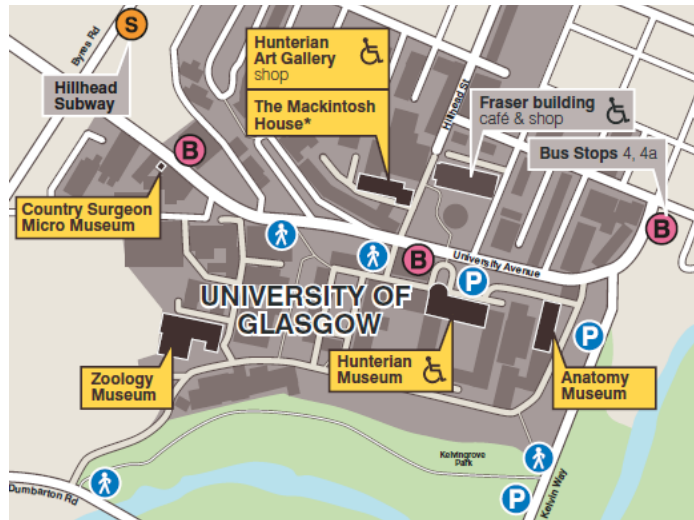 S
Byres Rd
Hillhead
Subway
Hunterian
Art Gallery
shop
The Mackintosh
House*
Hillhead St
Fraser building
café & shop
Bus Stops 4, 4a
B
B
Country Surgeon
Micro Museum
B
University Avenue
P
UNIVERSITY OF
GLASGOW
P
Zoology
Museum
Hunterian
Museum
Anatomy
Museum
Kelvingrove
Park
Dumbarton Rd
P
Kelvin Way